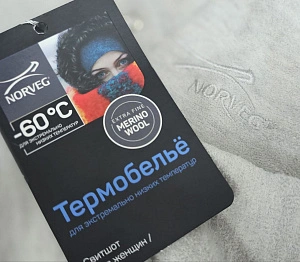 NORVEG
-60°C
ДЛЯ ЭКСТРЕМАЛЬНО
НИЗКИХ ТЕМПЕРАТУР
EXTRA FINE
MERINO
WOOL
Термобельё
для экстремально низких температур
Свитшот
женщин /
NORVEG